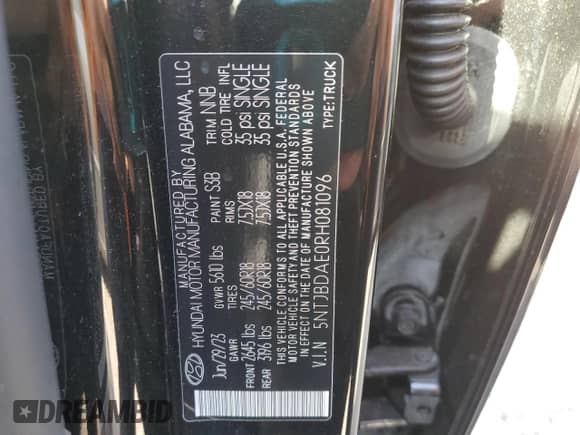 MANUFACTURED BY
HYUNDAI MOTOR MANUFACTURING ALABAMA, LLC
Jun/29/23 GVWR 5610 lbs PAINT S3B TRIM NNB
GAWR TIRES RIMS COLD TIRE INFL
FRONT 2645 lbs 245/60R18 7.5JX18 35 psi SINGLE
REAR 3196 lbs 245/60R18 7.5JX18 35 psi SINGLE
THIS VEHICLE CONFORMS TO ALL APPLICABLE U.S.A. FEDERAL
MOTOR VEHICLE SAFETY AND THEFT PREVENTION STANDARDS
IN EFFECT ON THE DATE OF MANUFACTURE SHOWN ABOVE
V.I.N 5NTJBDAE0RH081096 TYPE:TRUCK
DREAMBID